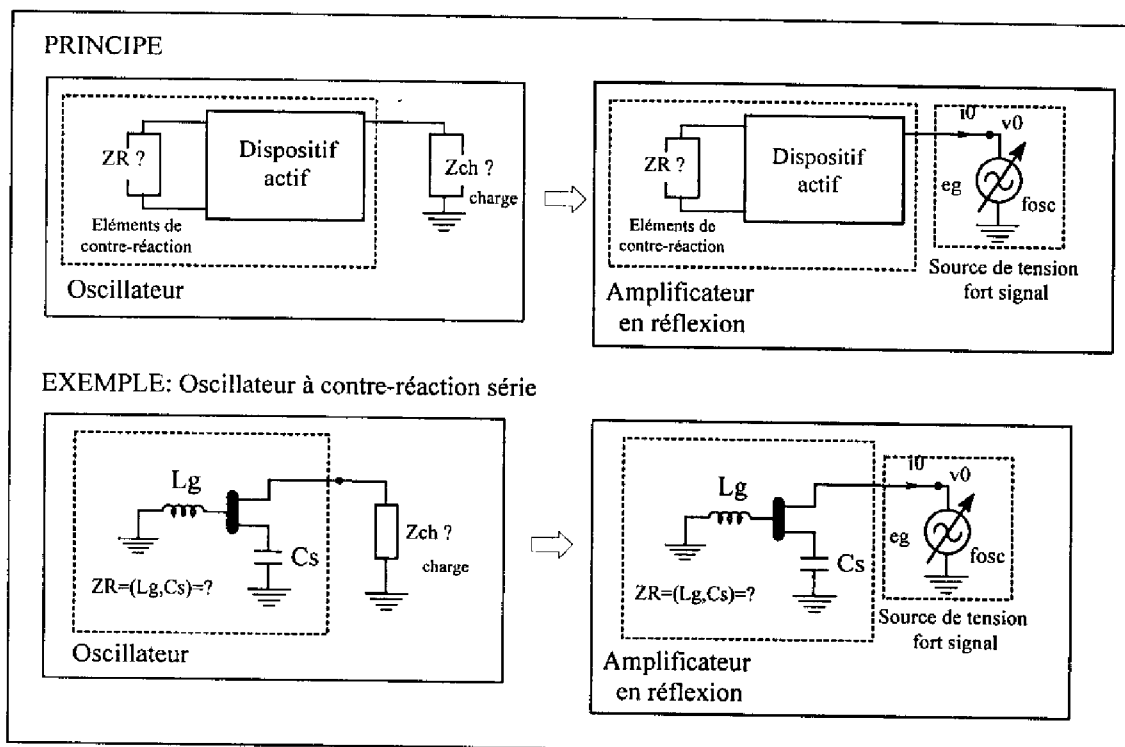 PRINCIPE
ZR ?
Dispositif
actif
Zch ?
charge
Eléments de
contre-réaction
Oscillateur
ZR ?
Dispositif
actif
i0
v0
eg
fosc
Eléments de
contre-réaction
Source de tension
fort signal
Amplificateur
en réflexion
EXEMPLE: Oscillateur à contre-réaction série
Lg
Cs
Zch ?
charge
ZR=(Lg,Cs)=?
Oscillateur
Lg
Cs
i0
v0
eg
fosc
ZR=(Lg,Cs)=?
Source de tension
fort signal
Amplificateur
en réflexion